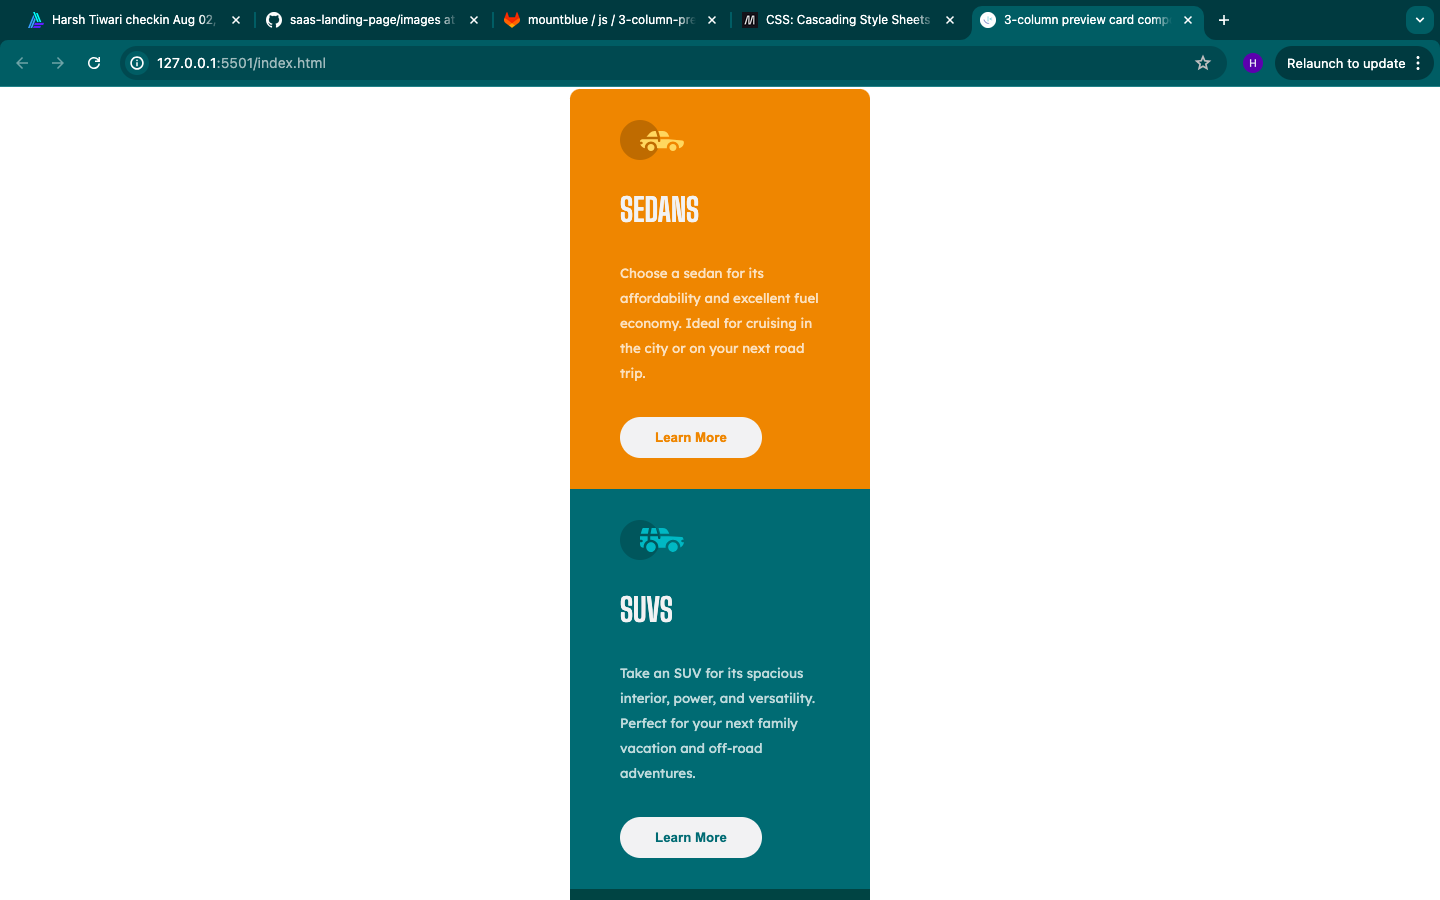 Harsh Tiwari checkin Aug 02,
saas-landing-page/images at
mountblue / js / 3-column-pre
CSS: Cascading Style Sheets
3-column preview card comp
127.0.0.1:5501/index.html
H
Relaunch to update
SEDANS
Choose a sedan for its
affordability and excellent fuel
economy. Ideal for cruising in
the city or on your next road
trip.
Learn More
SUVS
Take an SUV for its spacious
interior, power, and versatility.
Perfect for your next family
vacation and off-road
adventures.
Learn More